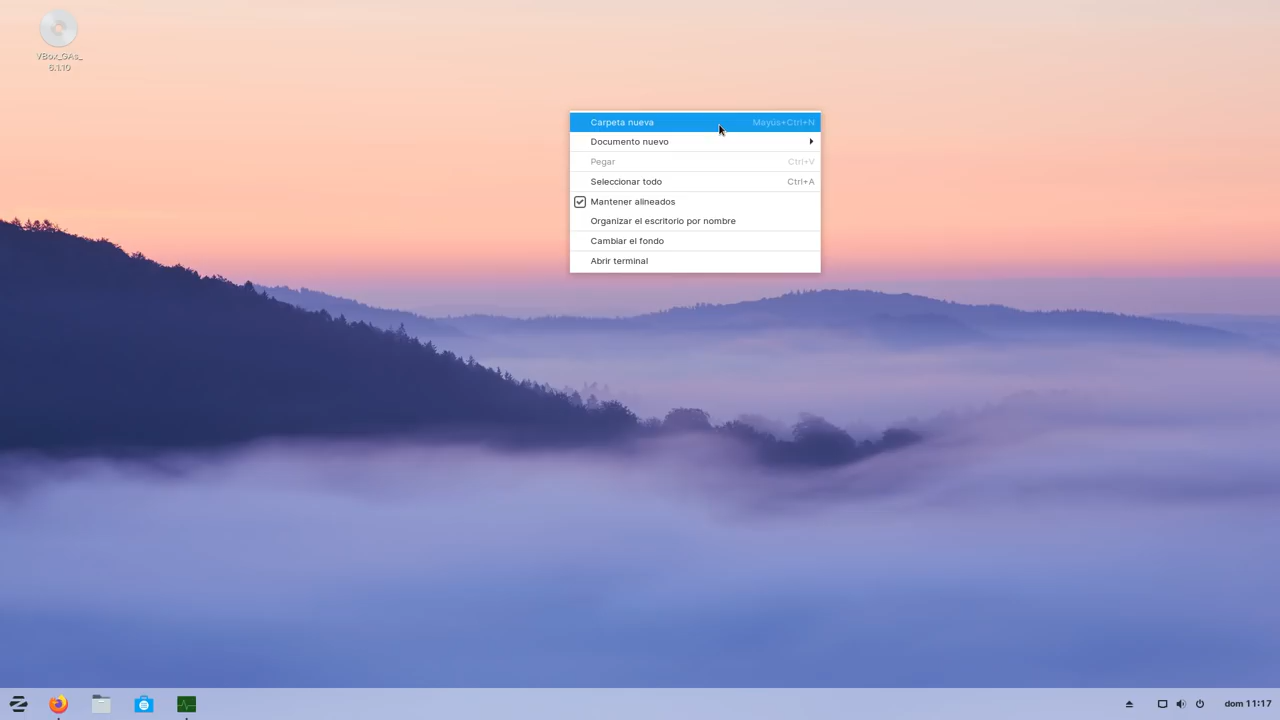 VBox_GAs_
6.1.10
Carpeta nueva Mayús+Ctrl+N
Documento nuevo
Pegar Ctrl+V
Seleccionar todo Ctrl+A
Mantener alineados
Organizar el escritorio por nombre
Cambiar el fondo
Abrir terminal
dom 11:17